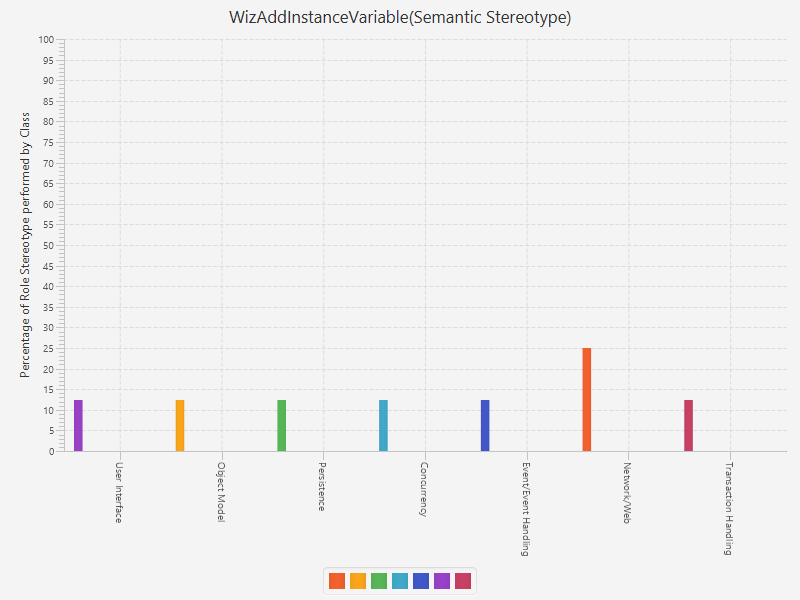 WizAddInstanceVariable(Semantic Stereotype)
Percentage of Role Stereotype performed by Class
100
95
90
85
80
75
70
65
60
55
50
45
40
35
30
25
20
15
10
5
0
User Interface
Object Model
Persistence
Concurrency
Event/Event Handling
Network/Web
Transaction Handling